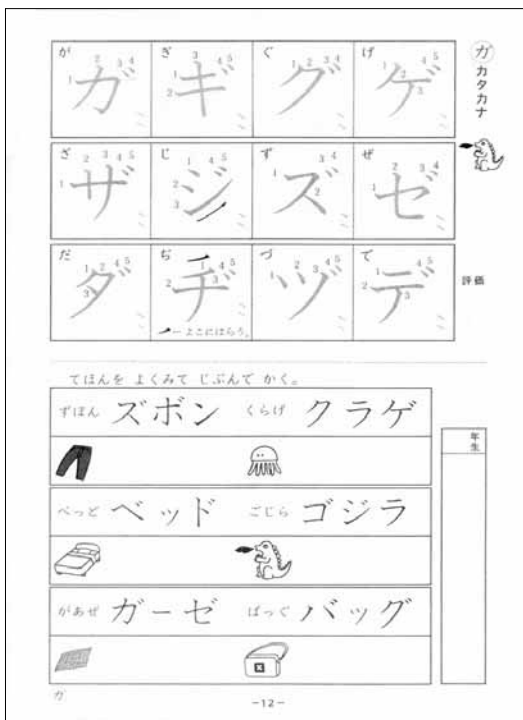 ガ カタカナ
が ガ ぎ ギ ぐ グ げ ゲ
ざ ザ じ ジ ず ズ ぜ ゼ
だ ダ ぢ ヂ づ ヅ で デ
ーよこにはらう。
評価
てほんを よくみて じぶんで かく。
ずぼん ズボン くらげ クラゲ
べっど ベッド ごじら ゴジラ
があぜ ガーゼ ばっぐ バッグ
年生
ガ
-12-